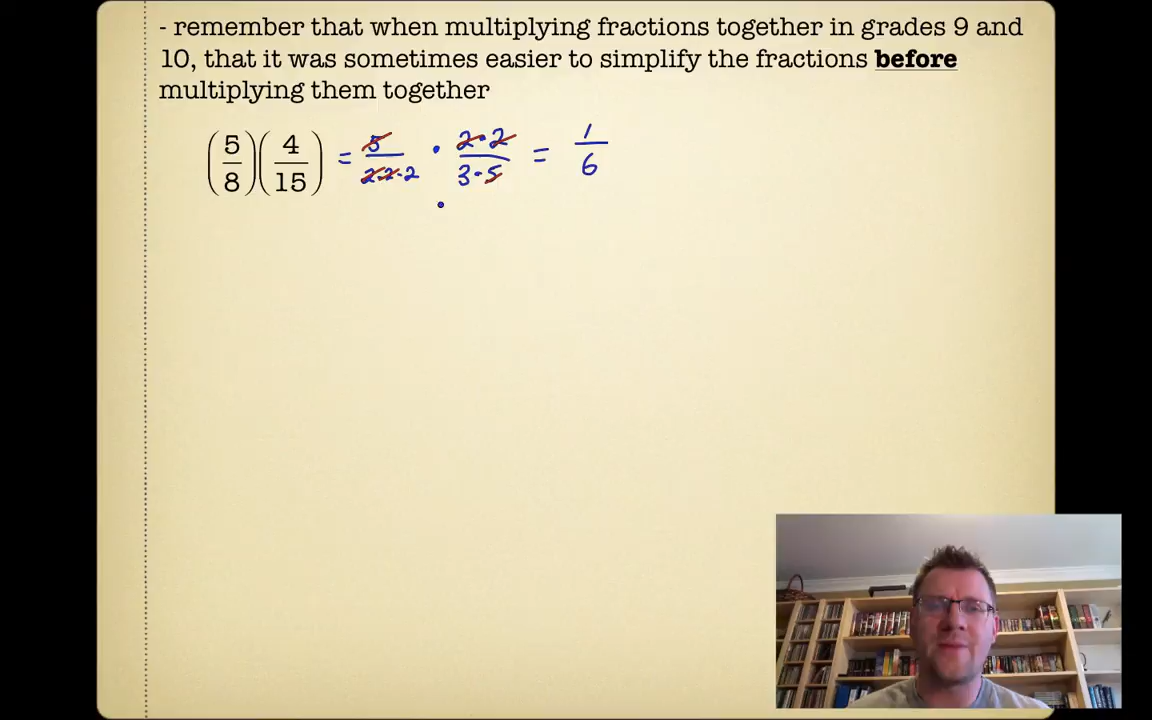 - remember that when multiplying fractions together in grades 9 and
10, that it was sometimes easier to simplify the fractions before
multiplying them together
(5/8)(4/15) = 5/2·2·2 · 2·2/3·5 = 1/6